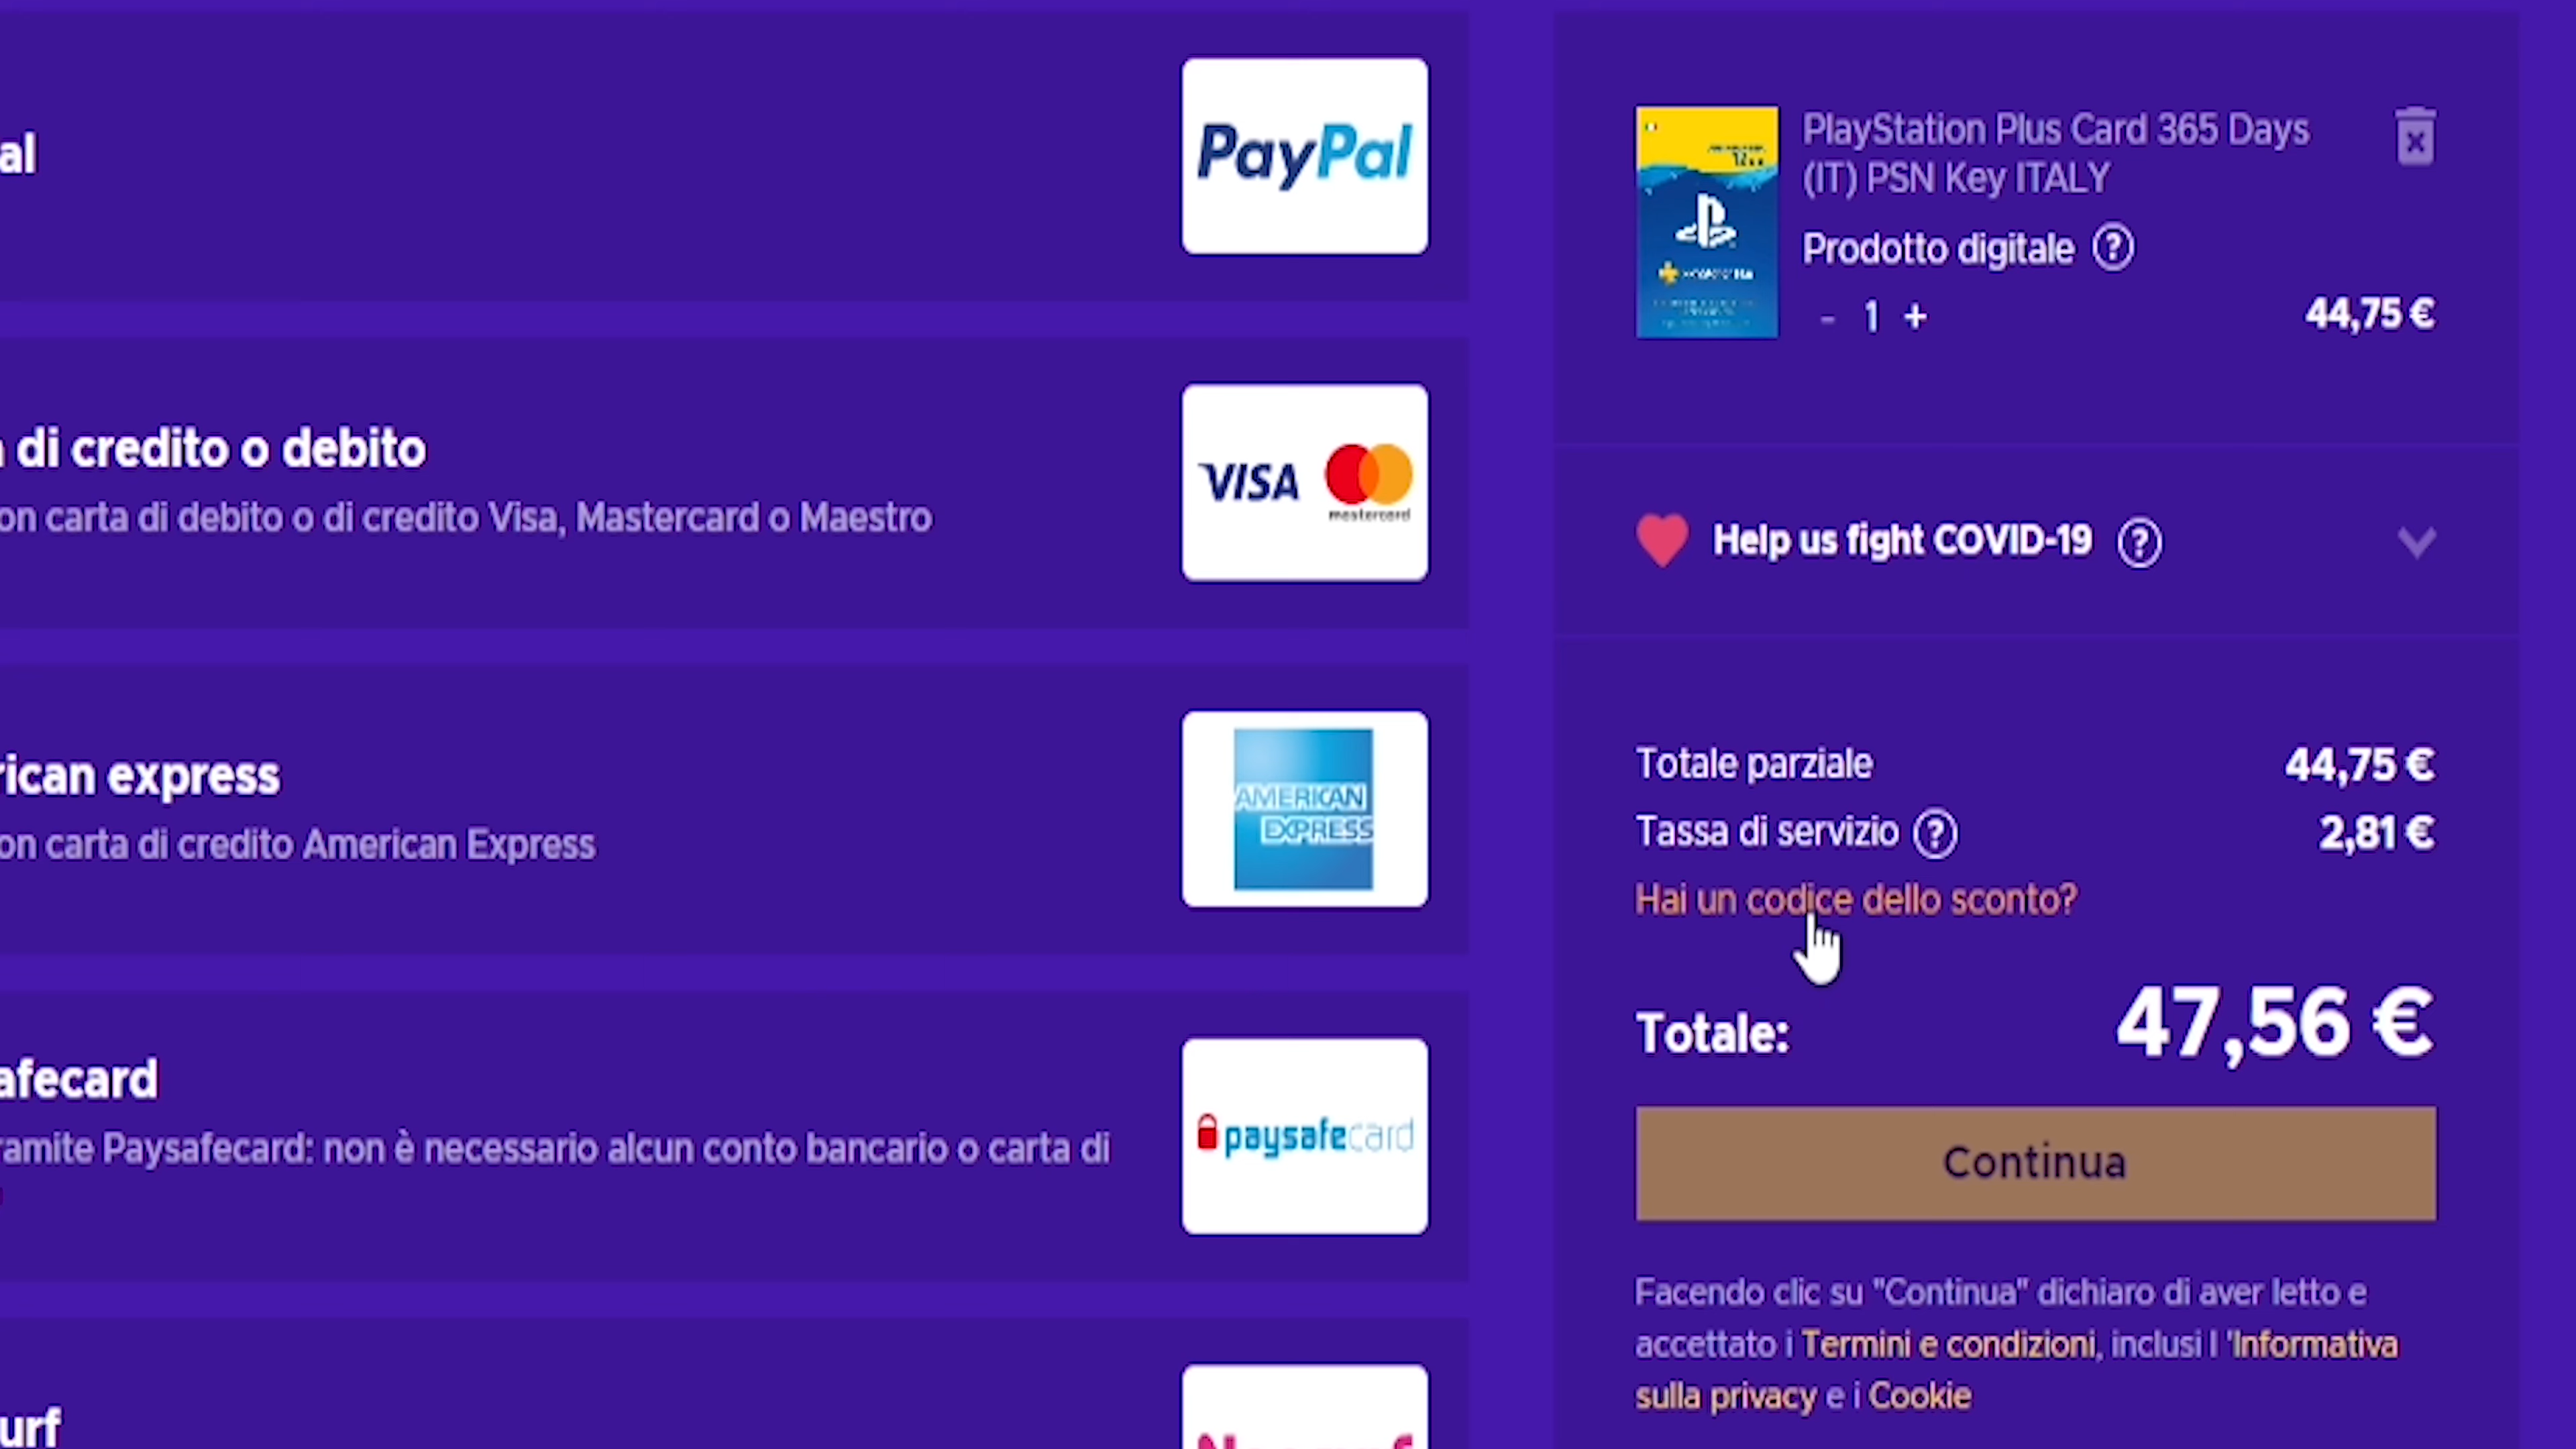 al
PayPal
di credito o debito
on carta di debito o di credito Visa, Mastercard o Maestro
VISA
mastercard
rican express
on carta di credito American Express
AMERICAN
EXPRESS
afecard
ramite Paysafecard: non è necessario alcun conto bancario o carta di
paysafecard
urf
PlayStation Plus Card 365 Days
(IT) PSN Key ITALY
Prodotto digitale ?
- 1 + 44,75 €
Help us fight COVID-19 ?
Totale parziale 44,75 €
Tassa di servizio ? 2,81 €
Hai un codice dello sconto?
Totale: 47,56 €
Continua
Facendo clic su "Continua" dichiaro di aver letto e
accettato i Termini e condizioni, inclusi l 'Informativa
sulla privacy e i Cookie